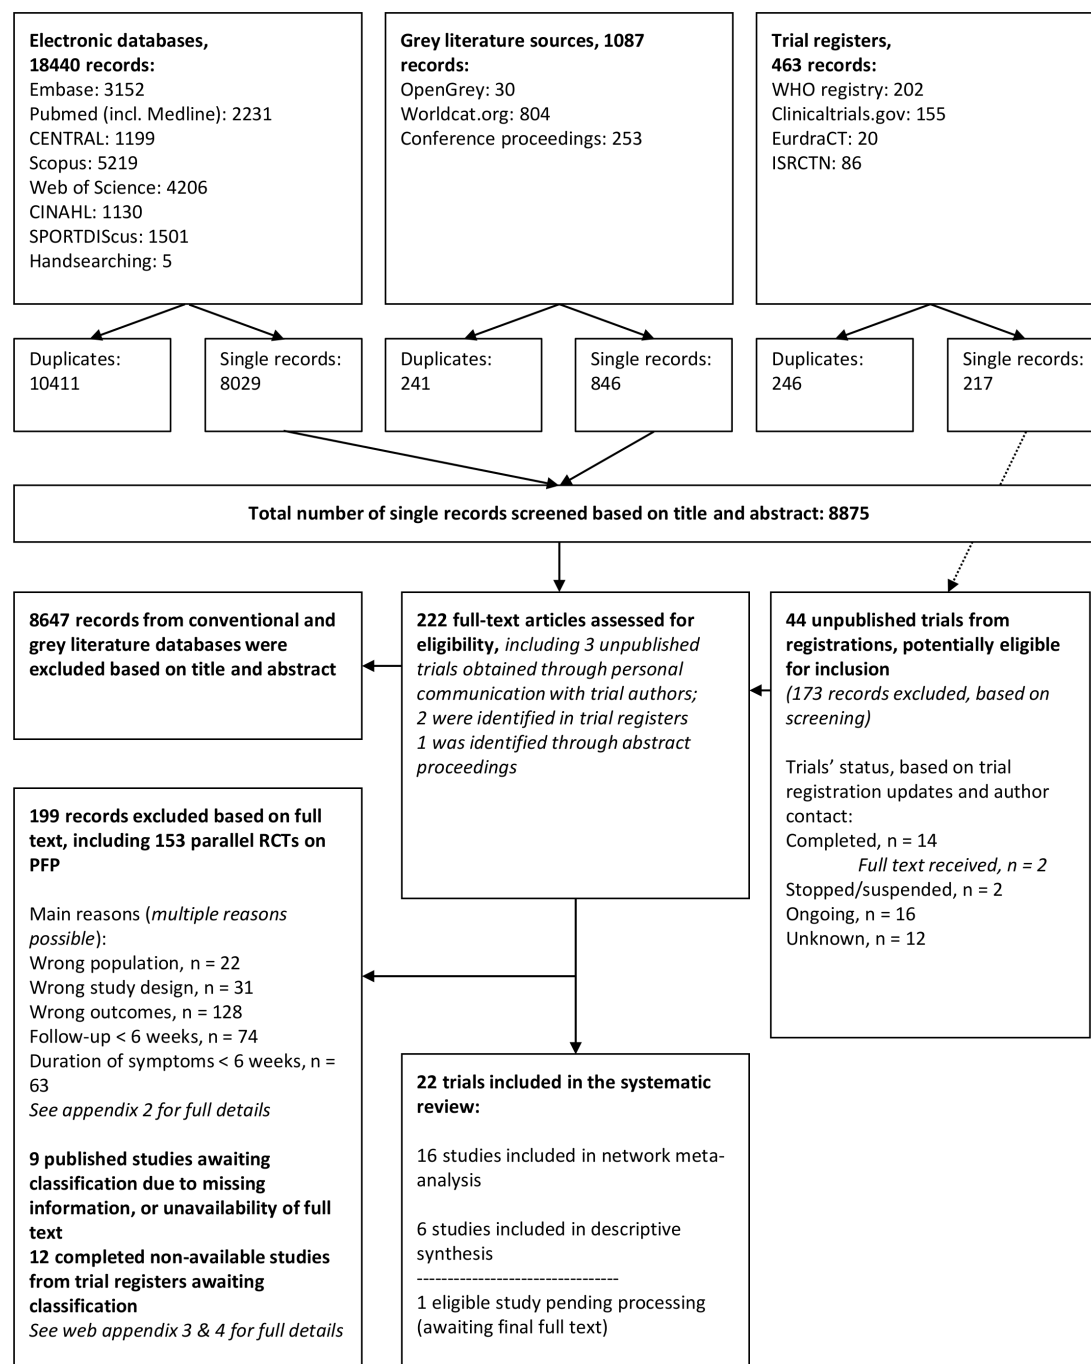 Electronic databases,
18440 records:
Embase: 3152
Pubmed (incl. Medline): 2231
CENTRAL: 1199
Scopus: 5219
Web of Science: 4206
CINAHL: 1130
SPORTDIScus: 1501
Handsearching: 5
Grey literature sources, 1087
records:
OpenGrey: 30
Worldcat.org: 804
Conference proceedings: 253
Trial registers,
463 records:
WHO registry: 202
Clinicaltrials.gov: 155
EurdraCT: 20
ISRCTN: 86
Duplicates:
10411
Single records:
8029
Duplicates:
241
Single records:
846
Duplicates:
246
Single records:
217
Total number of single records screened based on title and abstract: 8875
8647 records from conventional and
grey literature databases were
excluded based on title and abstract
222 full-text articles assessed for
eligibility, including 3 unpublished
trials obtained through personal
communication with trial authors;
2 were identified in trial registers
1 was identified through abstract
proceedings
44 unpublished trials from
registrations, potentially eligible
for inclusion
(173 records excluded, based on
screening)
Trials’ status, based on trial
registration updates and author
contact:
Completed, n = 14
Full text received, n = 2
Stopped/suspended, n = 2
Ongoing, n = 16
Unknown, n = 12
199 records excluded based on full
text, including 153 parallel RCTs on
PFP
Main reasons (multiple reasons
possible):
Wrong population, n = 22
Wrong study design, n = 31
Wrong outcomes, n = 128
Follow-up < 6 weeks, n = 74
Duration of symptoms < 6 weeks, n =
63
See appendix 2 for full details
9 published studies awaiting
classification due to missing
information, or unavailability of full
text
12 completed non-available studies
from trial registers awaiting
classification
See web appendix 3 & 4 for full details
22 trials included in the systematic
review:
16 studies included in network meta-
analysis
6 studies included in descriptive
synthesis
---------------------------------
1 eligible study pending processing
(awaiting final full text)